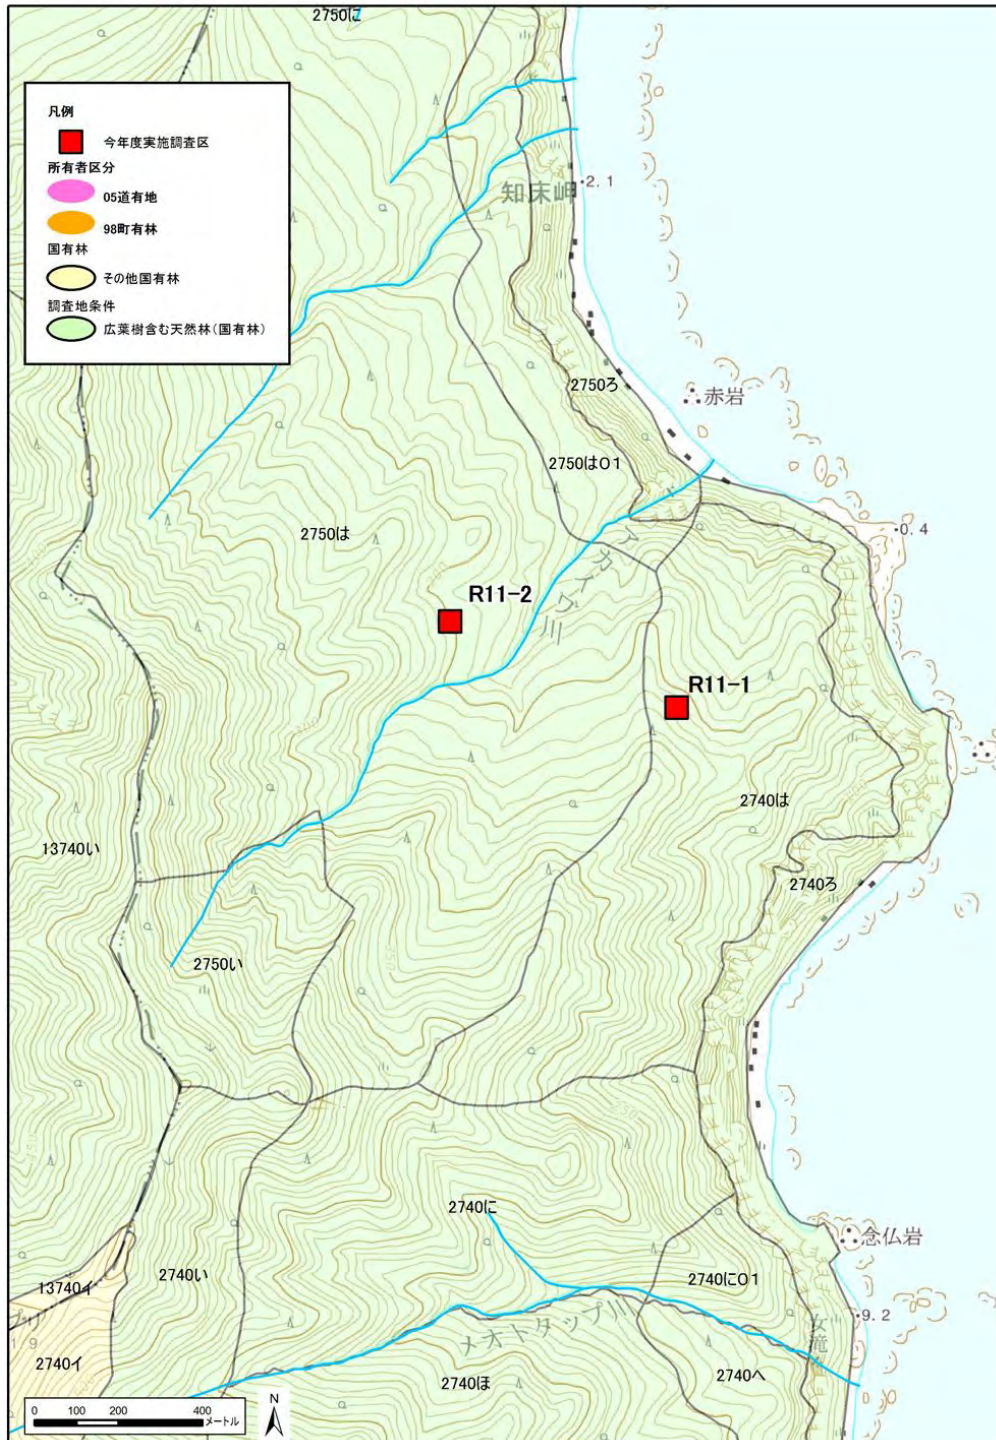 2750に
凡例
今年度実施調査区
所有者区分
05道有地
98町有林
国有林
その他国有林
調査地条件
広葉樹含む天然林(国有林)
知床岬
2.1
2750ろ
赤岩
2750は01
2750は
0.4
R11-2
R11-1
2740は
13740い
2740ろ
2750い
2740に
念仏岩
2740い
2740に01
13740イ
9.2
メオトタップ川
女滝
2740イ
2740ほ
2740へ
0 100 200 400
メートル
N